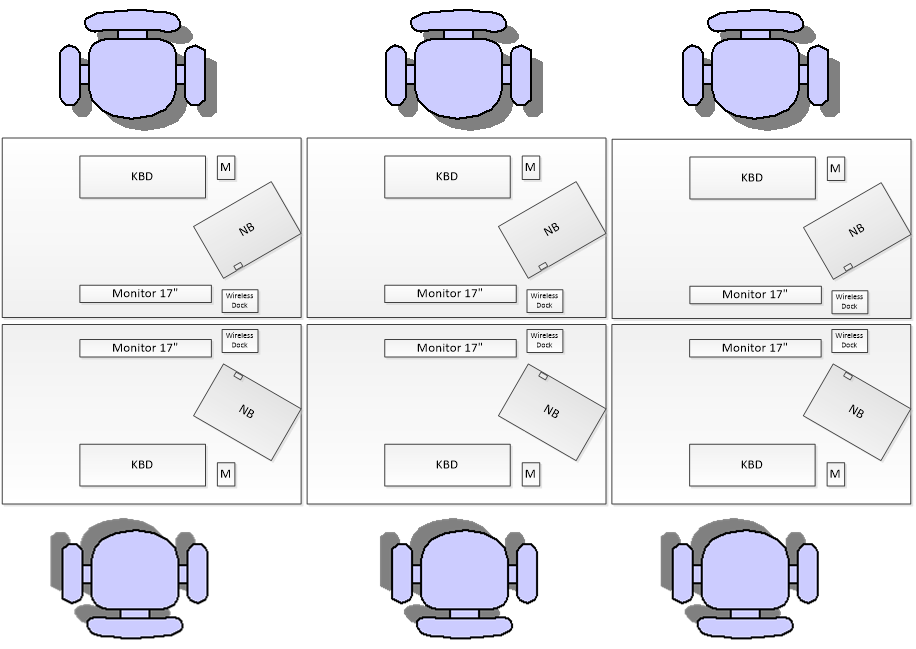 KBD M
KBD M
KBD M
NB
NB
NB
Monitor 17"
Wireless
Dock
Monitor 17"
Wireless
Dock
Monitor 17"
Wireless
Dock
Monitor 17"
Wireless
Dock
Monitor 17"
Wireless
Dock
Monitor 17"
Wireless
Dock
NB
NB
NB
KBD M
KBD M
KBD M